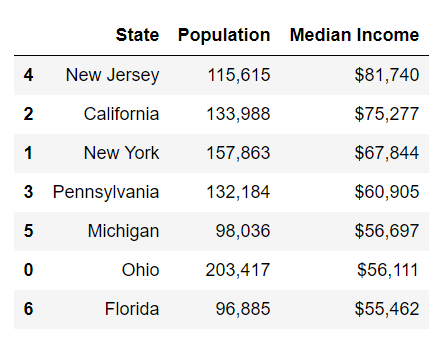 State Population Median Income
4 New Jersey 115,615 $81,740
2 California 133,988 $75,277
1 New York 157,863 $67,844
3 Pennsylvania 132,184 $60,905
5 Michigan 98,036 $56,697
0 Ohio 203,417 $56,111
6 Florida 96,885 $55,462